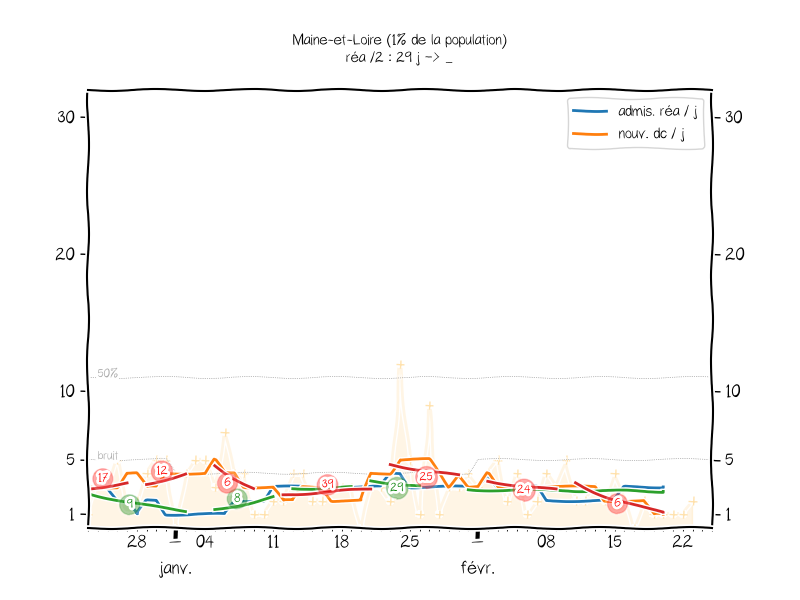 Maine-et-Loire (1% de la population)
réa /2 : 29 j -> _
admis. réa / j
nouv. dc / j
30 30
20 20
50%
10 10
bruit
5 5
17 12 6 39 25 24 6
9 8 29
1 1
28 1 04 11 18 25 1 08 15 22
janv. févr.